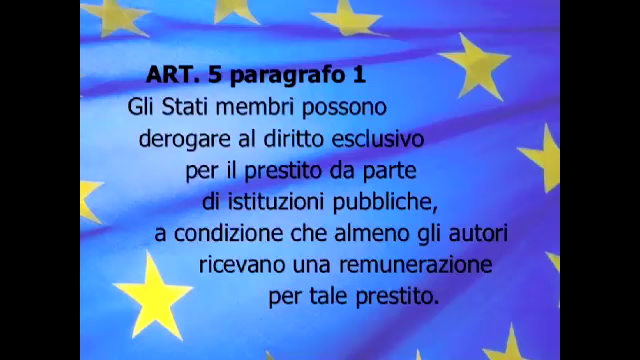 ART. 5 paragrafo 1
Gli Stati membri possono
derogare al diritto esclusivo
per il prestito da parte
di istituzioni pubbliche,
a condizione che almeno gli autori
ricevano una remunerazione
per tale prestito.